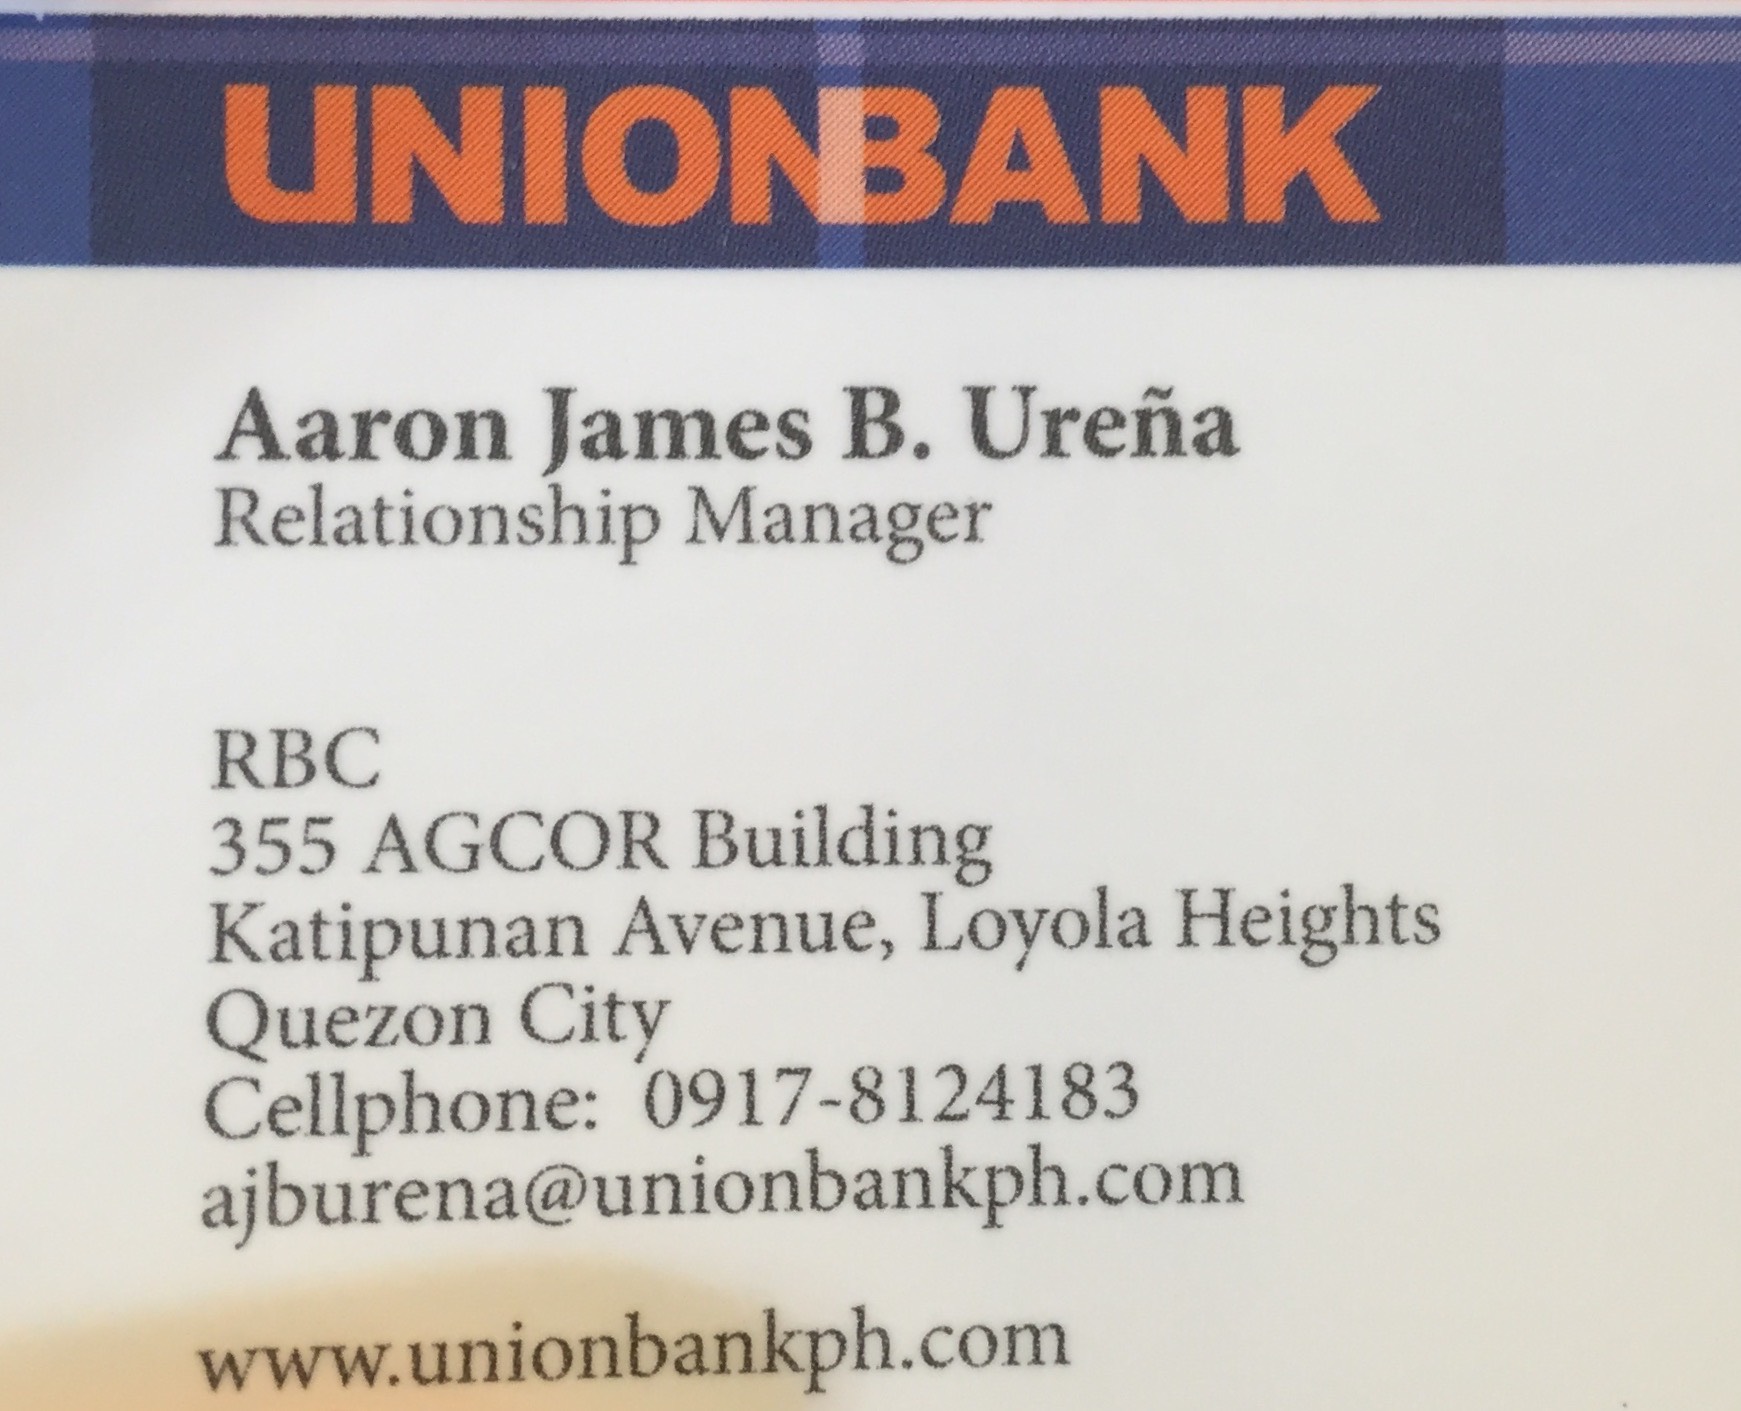 UNIONBANK
Aaron James B. Ureña
Relationship Manager
RBC
355 AGCOR Building
Katipunan Avenue, Loyola Heights
Quezon City
Cellphone: 0917-8124183
ajburena@unionbankph.com
www.unionbankph.com